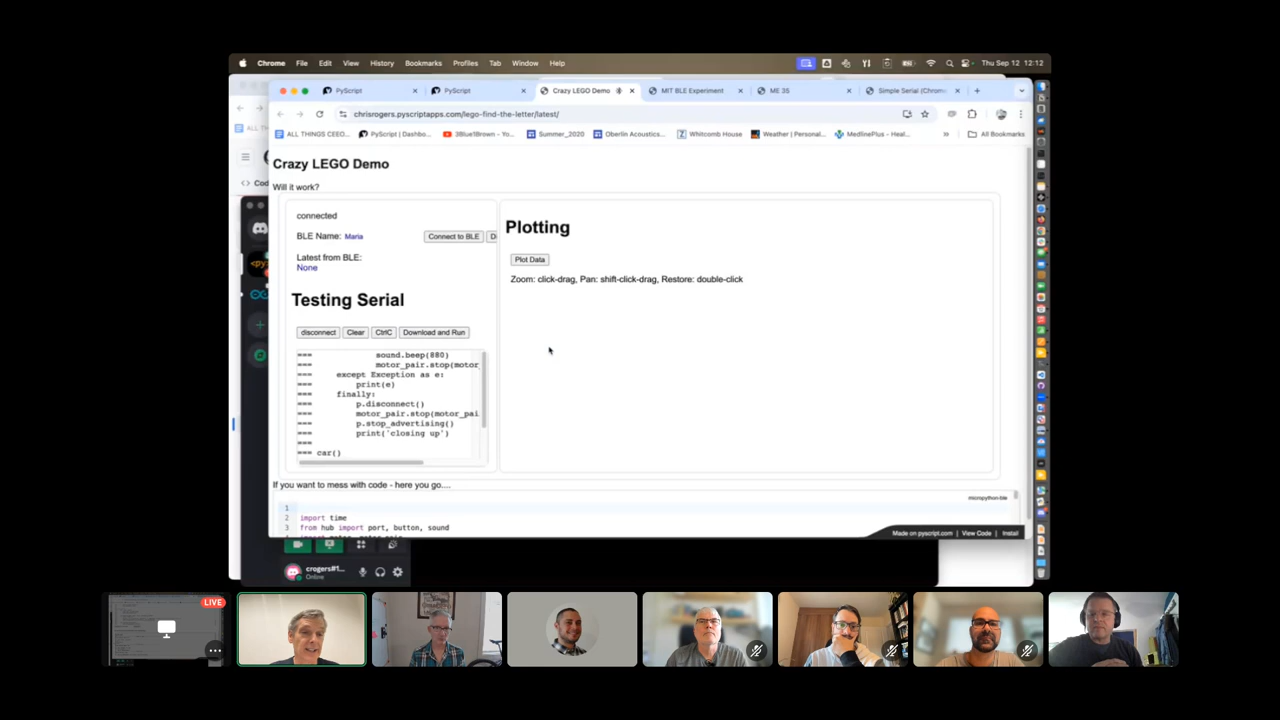 Chrome File Edit View History Bookmarks Profiles Tab Window Help Thu Sep 12 12:12
PyScript PyScript Crazy LEGO Demo MIT BLE Experiment ME 35 Simple Serial (Chrom
chrisrogers.pyscriptapps.com/lego-find-the-letter/latest/
ALL THINGS CEEO... PyScript | Dashbo... 3Blue1Brown - Yo... Summer_2020 Oberlin Acoustics... Whitcomb House Weather | Personal... MedlinePlus - Heal... » All Bookmarks
Crazy LEGO Demo
Will it work?
connected
BLE Name: Maria Connect to BLE Di
Latest from BLE:
None
Testing Serial
disconnect Clear CtrlC Download and Run
=== sound.beep(880)
=== motor_pair.stop(motor
=== except Exception as e:
=== print(e)
=== finally:
=== p.disconnect()
=== motor_pair.stop(motor_pai
=== p.stop_advertising()
=== print('closing up')
===
=== car()
Plotting
Plot Data
Zoom: click-drag, Pan: shift-click-drag, Restore: double-click
If you want to mess with code - here you go....
micropython-ble
1
2 import time
3 from hub import port, button, sound
Made on pyscript.com | View Code | Install
crogers#1...
Online
LIVE